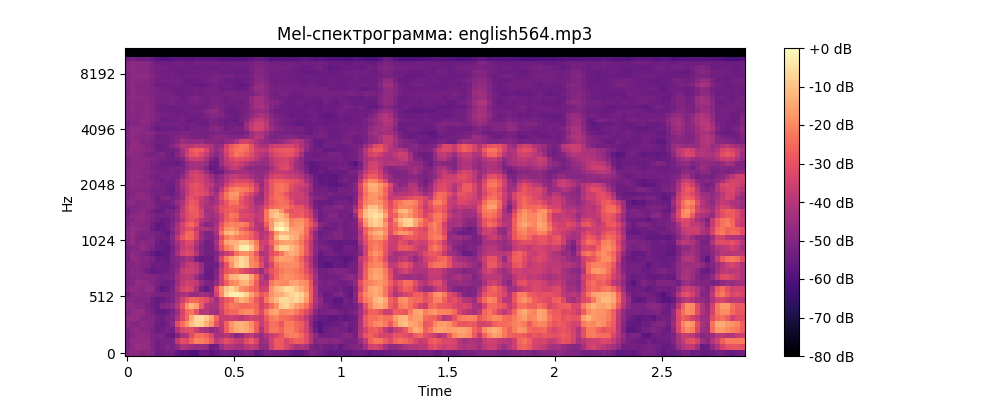 Mel-спектрограмма: english564.mp3
8192
4096
2048
1024
512
0
Hz
0
0.5
1
1.5
2
2.5
Time
+0 dB
-10 dB
-20 dB
-30 dB
-40 dB
-50 dB
-60 dB
-70 dB
-80 dB